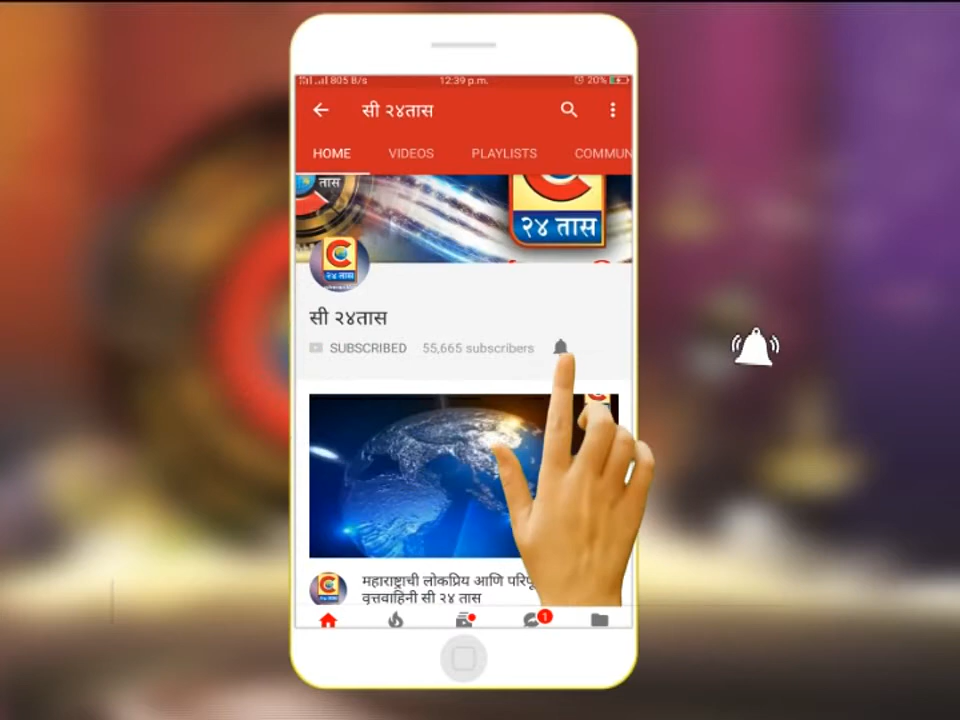 805 B/s 12:39 p.m. 20%
सी २४तास
HOME VIDEOS PLAYLISTS COMMUN
तास
२४ तास
२४ तास
सी २४तास
SUBSCRIBED 55,665 subscribers
महाराष्ट्राची लोकप्रिय आणि
वृत्तवाहिनी सी २४ तास
1